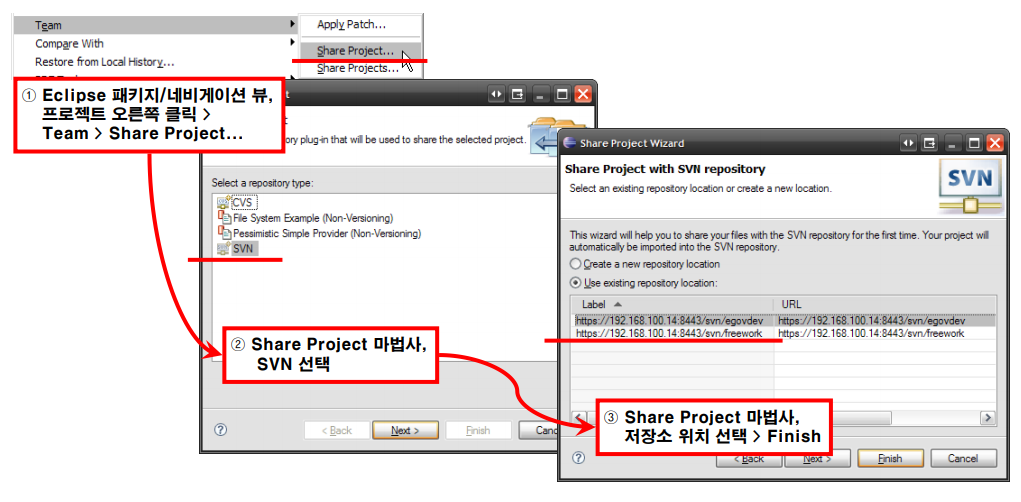 Team
Apply Patch...
Compare With
Share Project...
Restore from Local History...
Share Projects...
① Eclipse 패키지/네비게이션 뷰,
프로젝트 오른쪽 클릭 >
Team > Share Project...
ory plug-in that will be used to share the selected project.
Select a repository type:
CVS
File System Example (Non-Versioning)
Pessimistic Simple Provider (Non-Versioning)
SVN
② Share Project 마법사,
SVN 선택
< Back
Next >
Finish
Canc
Share Project Wizard
Share Project with SVN repository
Select an existing repository location or create a new location.
SVN
This wizard will help you to share your files with the SVN repository for the first time. Your project will
automatically be imported into the SVN repository.
Create a new repository location
Use existing repository location:
Label URL
https://192.168.100.14:8443/svn/egovdev https://192.168.100.14:8443/svn/egovdev
https://192.168.100.14:8443/svn/freework https://192.168.100.14:8443/svn/freework
③ Share Project 마법사,
저장소 위치 선택 > Finish
< Back
Next >
Finish
Cancel